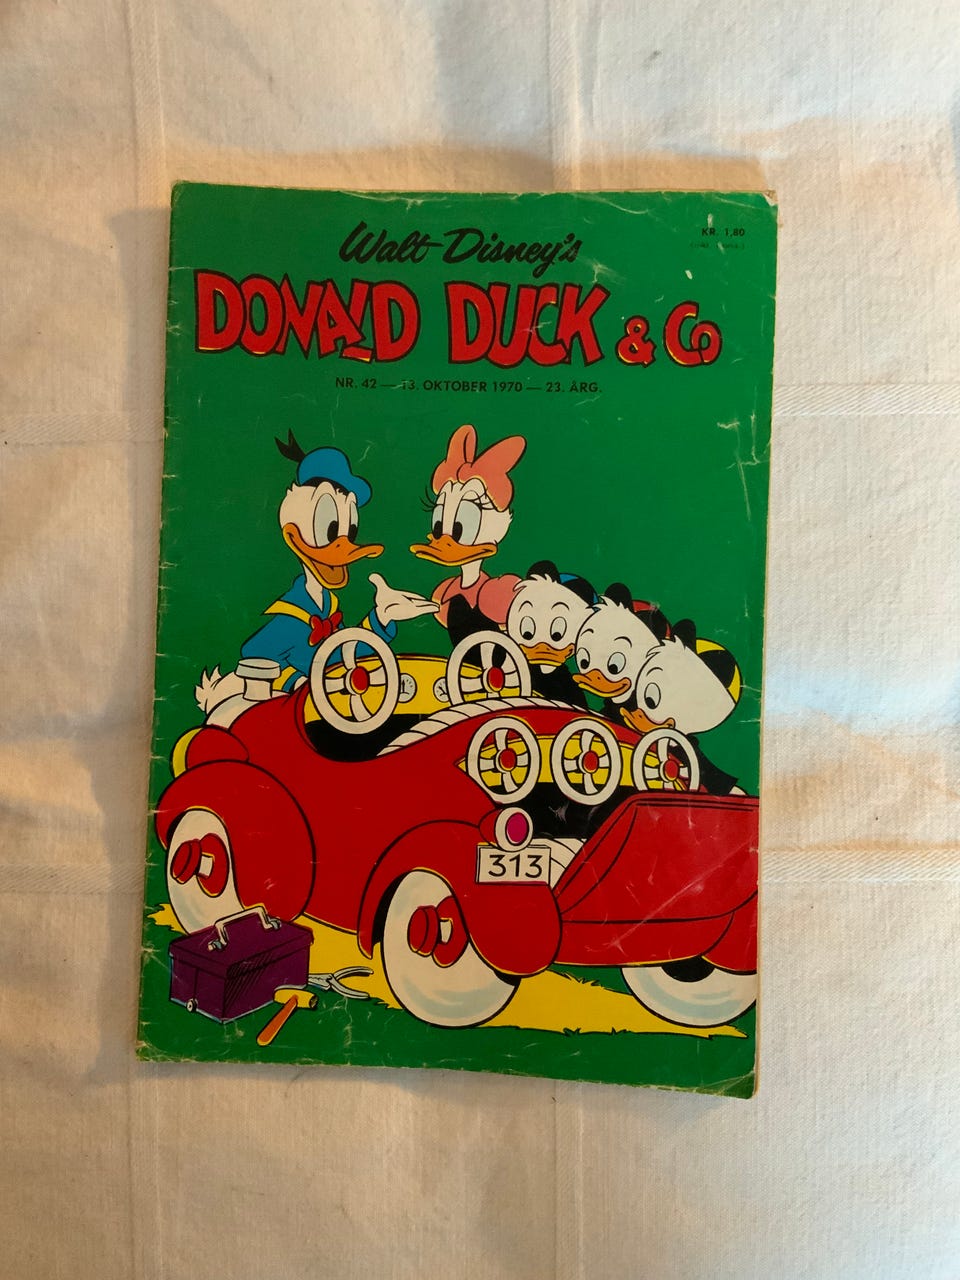 Walt Disney's
KR. 1,80
DONALD DUCK & Co
NR. 42 — 13. OKTOBER 1970 — 23. ÅRG.
313